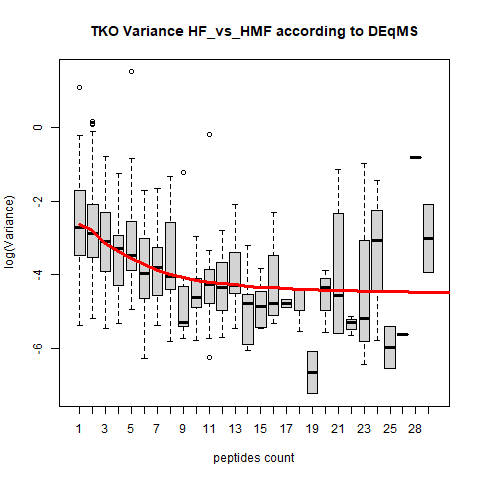 TKO Variance HF_vs_HMF according to DEqMS
log(Variance)
0
-2
-4
-6
1 3 5 7 9 11 13 15 17 19 21 23 25 28
peptides count